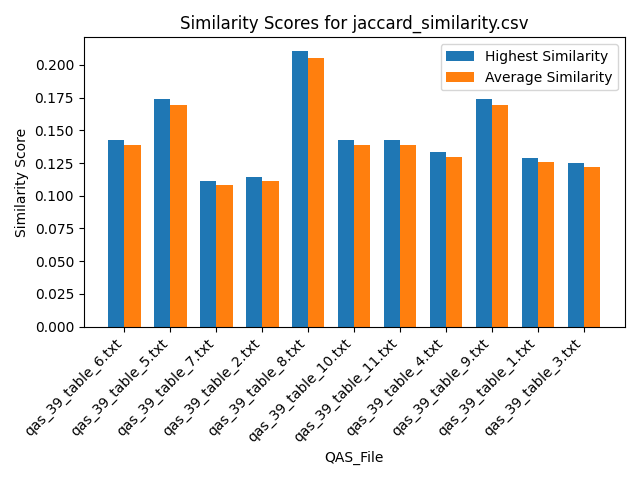 Similarity Scores for jaccard_similarity.csv
Highest Similarity
Average Similarity
Similarity Score
0.200
0.175
0.150
0.125
0.100
0.075
0.050
0.025
0.000
qas_39_table_6.txt
qas_39_table_5.txt
qas_39_table_7.txt
qas_39_table_2.txt
qas_39_table_8.txt
qas_39_table_10.txt
qas_39_table_11.txt
qas_39_table_4.txt
qas_39_table_9.txt
qas_39_table_1.txt
qas_39_table_3.txt
QAS_File